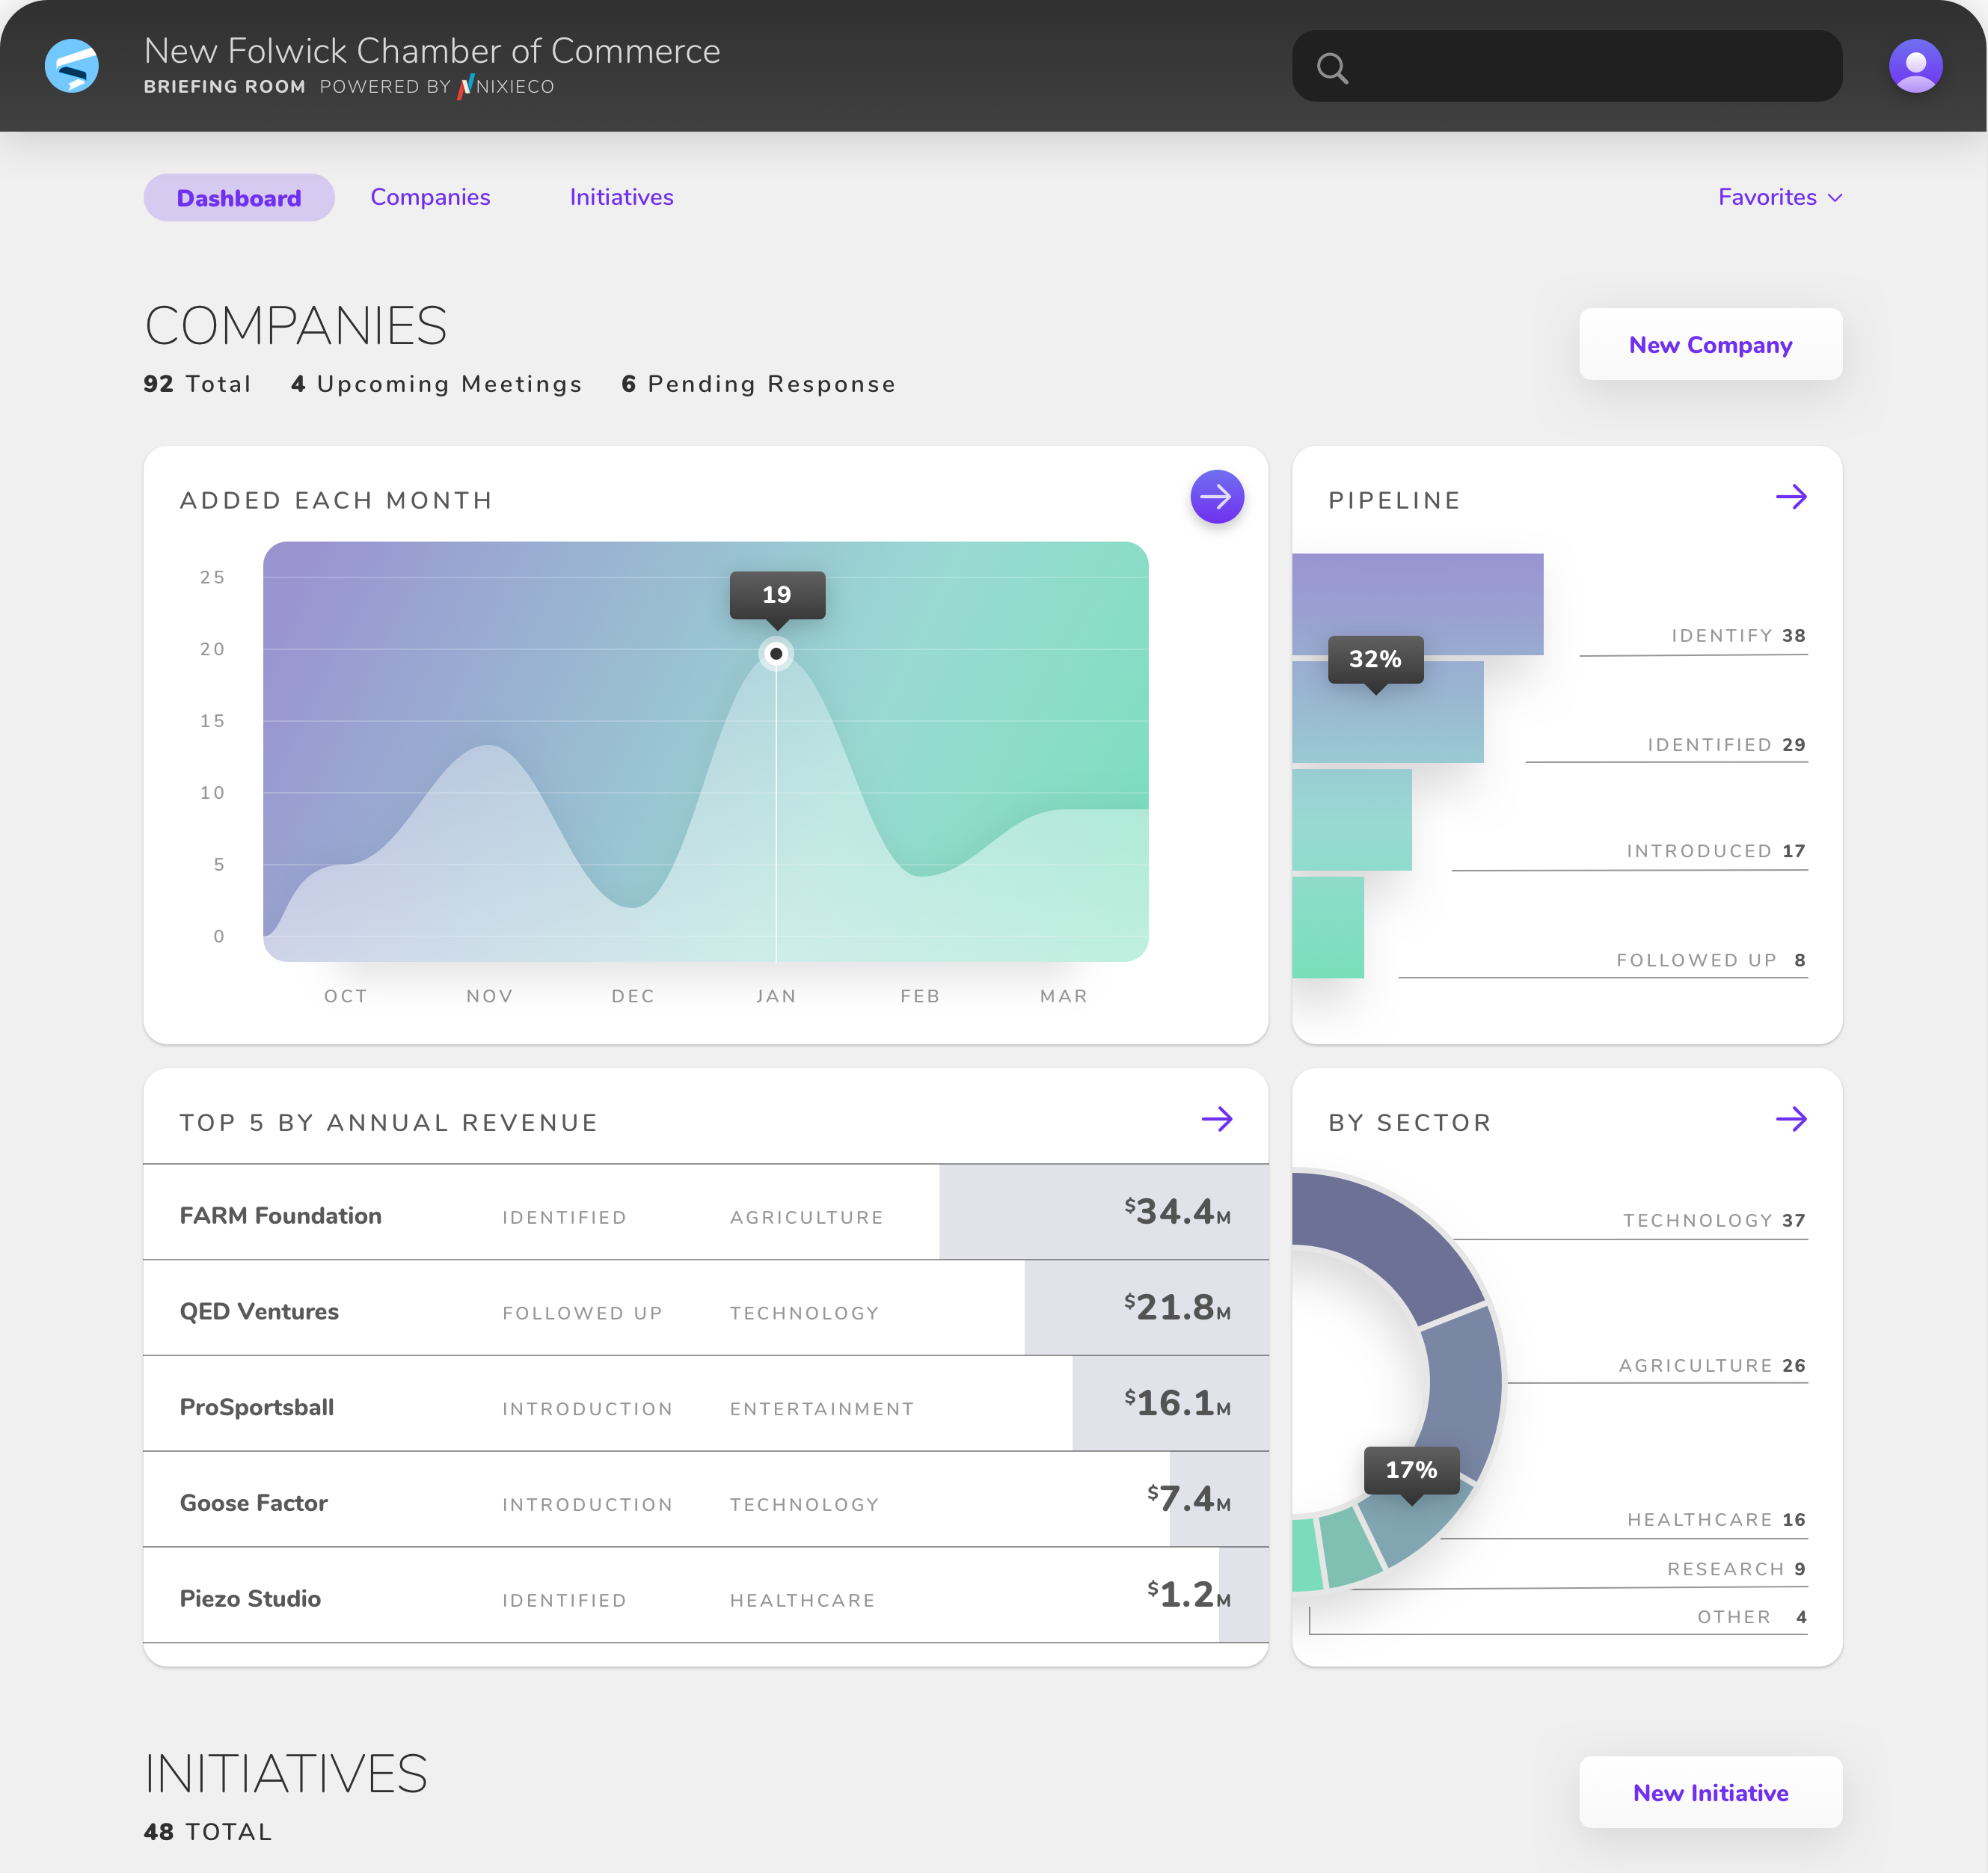 New Folwick Chamber of Commerce
BRIEFING ROOM POWERED BY NIXIECO
Dashboard Companies Initiatives Favorites
COMPANIES
92 Total 4 Upcoming Meetings 6 Pending Response
New Company
ADDED EACH MONTH
25
20
15
10
5
0
19
OCT NOV DEC JAN FEB MAR
PIPELINE
IDENTIFY 38
32%
IDENTIFIED 29
INTRODUCED 17
FOLLOWED UP 8
TOP 5 BY ANNUAL REVENUE
FARM Foundation IDENTIFIED AGRICULTURE $34.4M
QED Ventures FOLLOWED UP TECHNOLOGY $21.8M
ProSportsball INTRODUCTION ENTERTAINMENT $16.1M
Goose Factor INTRODUCTION TECHNOLOGY $7.4M
Piezo Studio IDENTIFIED HEALTHCARE $1.2M
BY SECTOR
TECHNOLOGY 37
AGRICULTURE 26
17%
HEALTHCARE 16
RESEARCH 9
OTHER 4
INITIATIVES
48 TOTAL
New Initiative